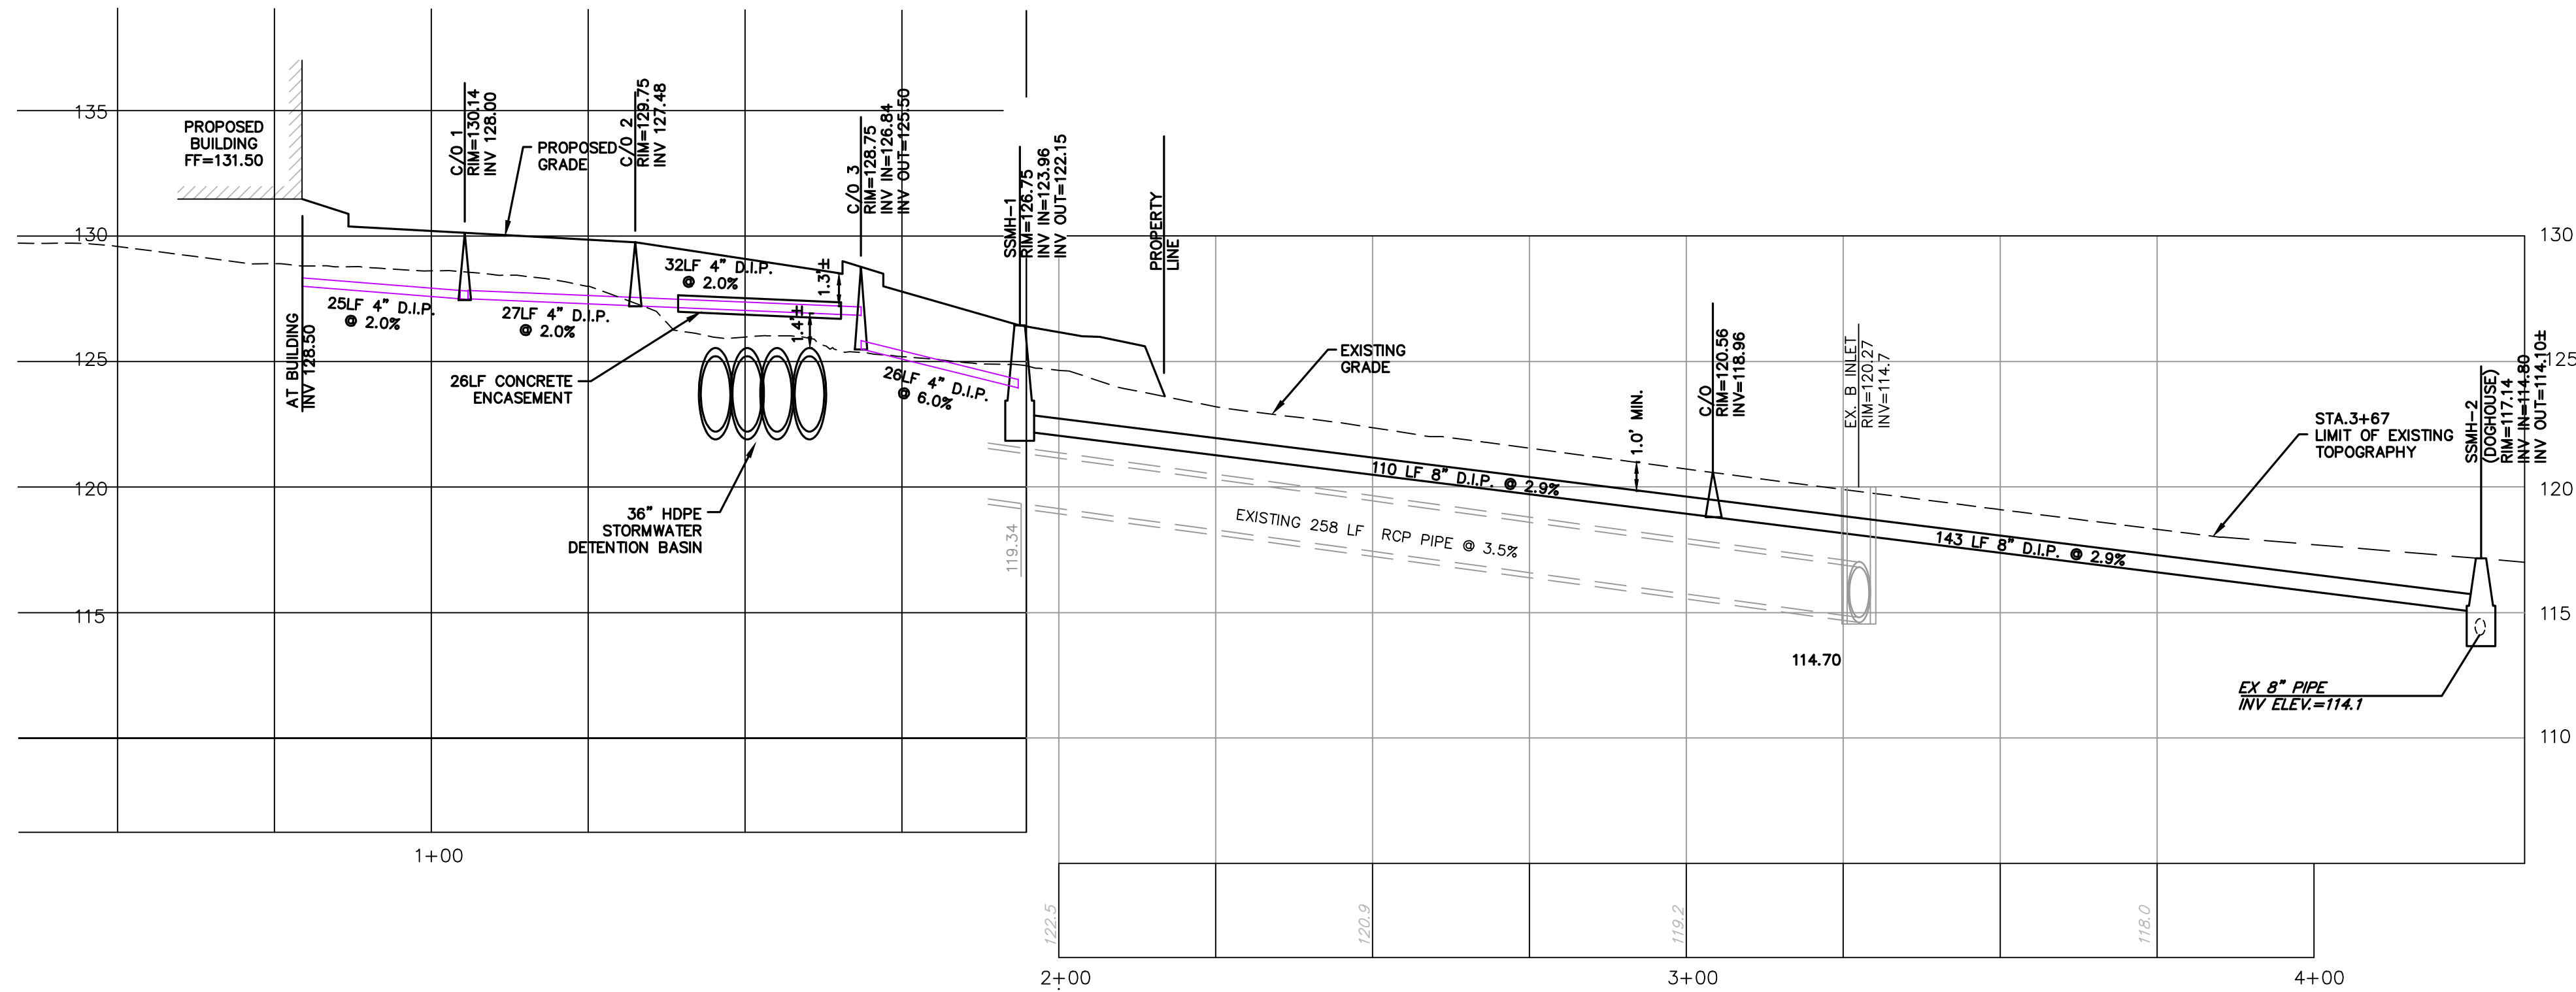 135
130
125
120
115
PROPOSED
BUILDING
FF=131.50
AT BUILDING
INV 128.50
C/O 1
RIM=130.14
INV 128.00
PROPOSED
GRADE
C/O 2
RIM=129.75
INV 127.48
25LF 4" D.I.P.
@ 2.0%
27LF 4" D.I.P.
@ 2.0%
32LF 4" D.I.P.
@ 2.0%
1.3'±
1.4'±
C/O 3
RIM=128.75
INV IN=126.84
INV OUT=125.50
26LF CONCRETE
ENCASEMENT
36" HDPE
STORMWATER
DETENTION BASIN
26LF 4" D.I.P.
@ 6.0%
SSMH-1
RIM=126.75
INV IN=123.96
INV OUT=122.15
PROPERTY
LINE
119.34
EXISTING
GRADE
110 LF 8" D.I.P. @ 2.9%
EXISTING 258 LF RCP PIPE @ 3.5%
1.0' MIN.
C/O
RIM=120.56
INV=118.96
EX. B INLET
RIM=120.27
INV=114.7
114.70
143 LF 8" D.I.P. @ 2.9%
STA.3+67
LIMIT OF EXISTING
TOPOGRAPHY
SSMH-2
(DOGHOUSE)
RIM=117.14
INV IN=114.80
INV OUT=114.10±
EX 8" PIPE
INV ELEV.=114.1
130
125
120
115
110
1+00
122.5
120.9
119.2
118.0
2+00
3+00
4+00